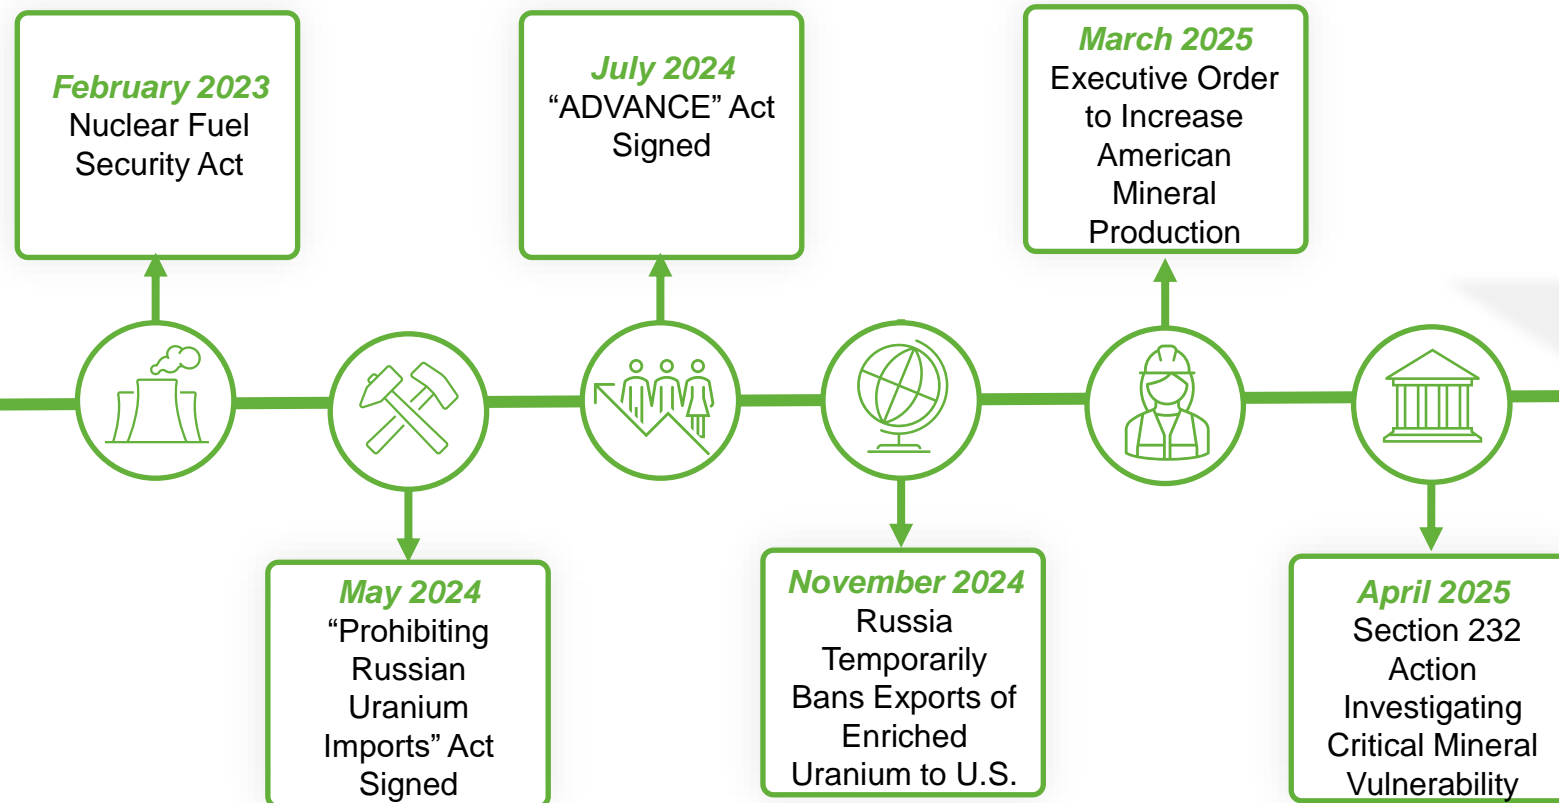 February 2023
Nuclear Fuel
Security Act
May 2024
“Prohibiting
Russian
Uranium
Imports” Act
Signed
July 2024
“ADVANCE” Act
Signed
November 2024
Russia
Temporarily
Bans Exports of
Enriched
Uranium to U.S.
March 2025
Executive Order
to Increase
American
Mineral
Production
April 2025
Section 232
Action
Investigating
Critical Mineral
Vulnerability